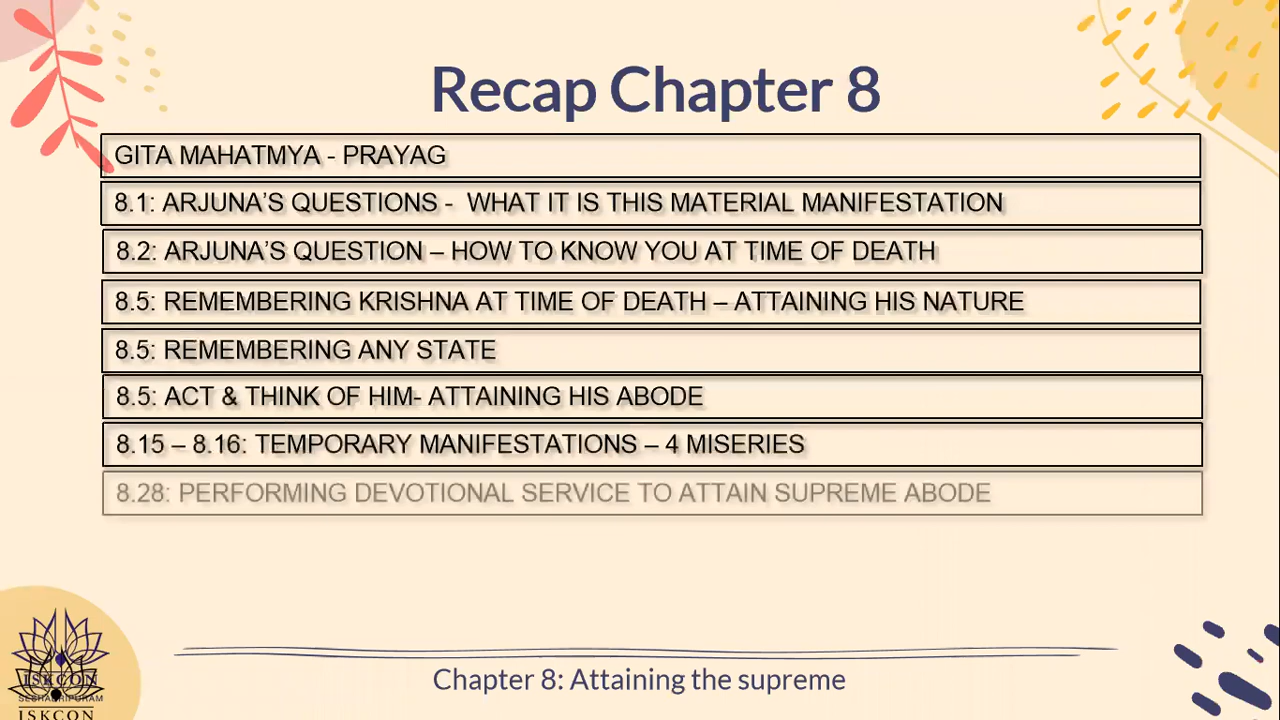 Recap Chapter 8
GITA MAHATMYA - PRAYAG
8.1: ARJUNA'S QUESTIONS - WHAT IT IS THIS MATERIAL MANIFESTATION
8.2: ARJUNA'S QUESTION – HOW TO KNOW YOU AT TIME OF DEATH
8.5: REMEMBERING KRISHNA AT TIME OF DEATH – ATTAINING HIS NATURE
8.5: REMEMBERING ANY STATE
8.5: ACT & THINK OF HIM- ATTAINING HIS ABODE
8.15 – 8.16: TEMPORARY MANIFESTATIONS – 4 MISERIES
8.28: PERFORMING DEVOTIONAL SERVICE TO ATTAIN SUPREME ABODE
Chapter 8: Attaining the supreme
ISKCON
SESHADRIPURAM
ISKCON